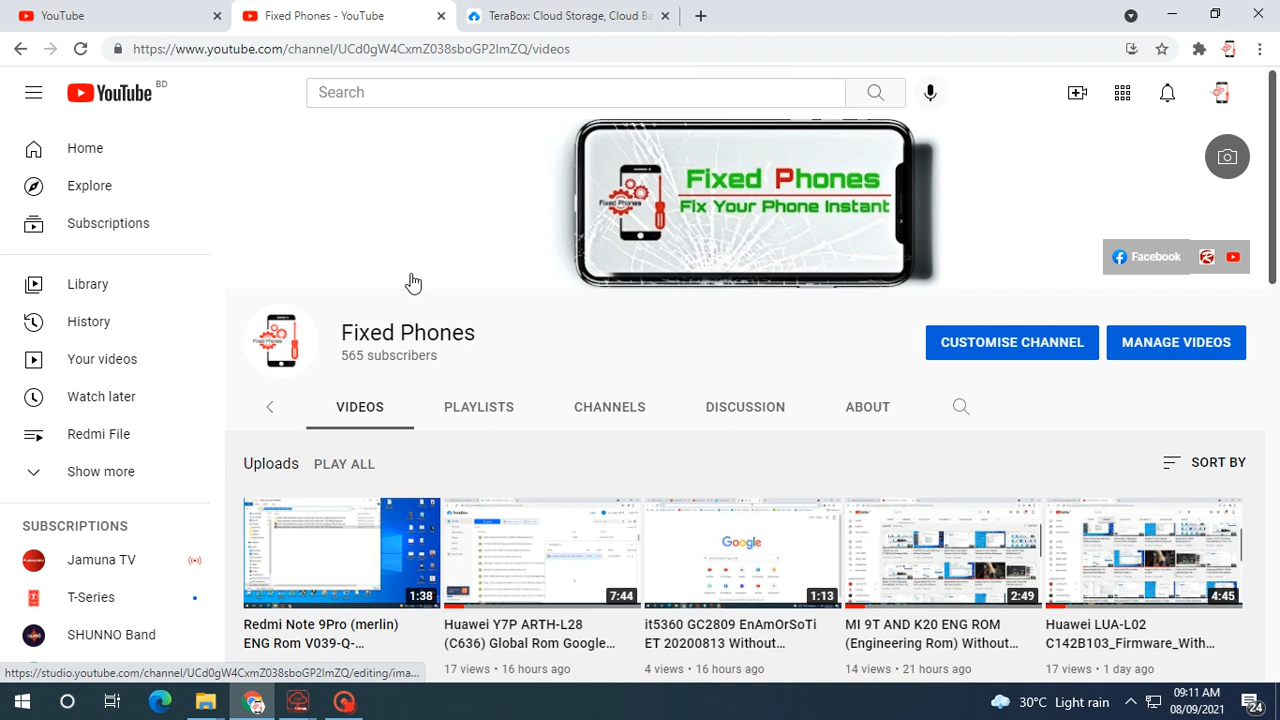 YouTube
Fixed Phones - YouTube
TeraBox: Cloud Storage, Cloud Ba
https://www.youtube.com/channel/UCd0gW4CxmZ038sboGP2lmZQ/videos
YouTube BD
Search
Home
Explore
Subscriptions
Library
History
Your videos
Watch later
Redmi File
Show more
SUBSCRIPTIONS
Jamuna TV
T-Series
SHUNNO Band
Fixed Phones
Fixed Phones
Fix Your Phone Instant
Facebook
Fixed Phones
Fixed Phones
565 subscribers
CUSTOMISE CHANNEL
MANAGE VIDEOS
VIDEOS
PLAYLISTS
CHANNELS
DISCUSSION
ABOUT
Uploads
PLAY ALL
SORT BY
TeraBox
Google
1:38
7:44
1:13
2:49
4:45
Redmi Note 9Pro (merlin)
ENG Rom V039-Q-...
Huawei Y7P ARTH-L28
(C636) Global Rom Google...
17 views • 16 hours ago
it5360 GC2809 EnAmOrSoTi
ET 20200813 Without...
4 views • 16 hours ago
MI 9T AND K20 ENG ROM
(Engineering Rom) Without...
14 views • 21 hours ago
Huawei LUA-L02
C142B103_Firmware_With...
17 views • 1 day ago
https://studio.youtube.com/channel/UCd0gW4CxmZ038sboGP2lmZQ/editing/ima...
30°C Light rain
09:11 AM
08/09/2021
24